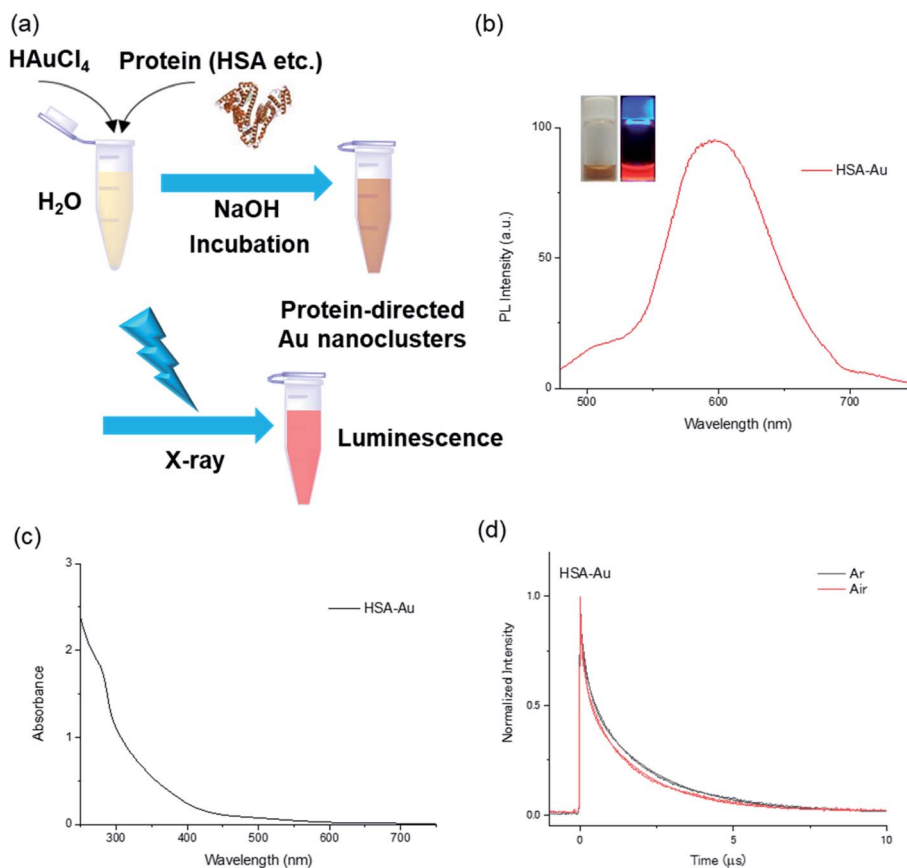 (a)
HAuCl₄ Protein (HSA etc.)
H₂O
NaOH
Incubation
Protein-directed
Au nanoclusters
X-ray
Luminescence
(b)
100
50
0
PL Intensity (a.u.)
HSA-Au
500 600 700
Wavelength (nm)
(c)
3
2
1
0
Absorbance
HSA-Au
300 400 500 600 700
Wavelength (nm)
(d)
HSA-Au
Ar
Air
1.0
0.5
0.0
Normalized Intensity
0 5 10
Time (μs)